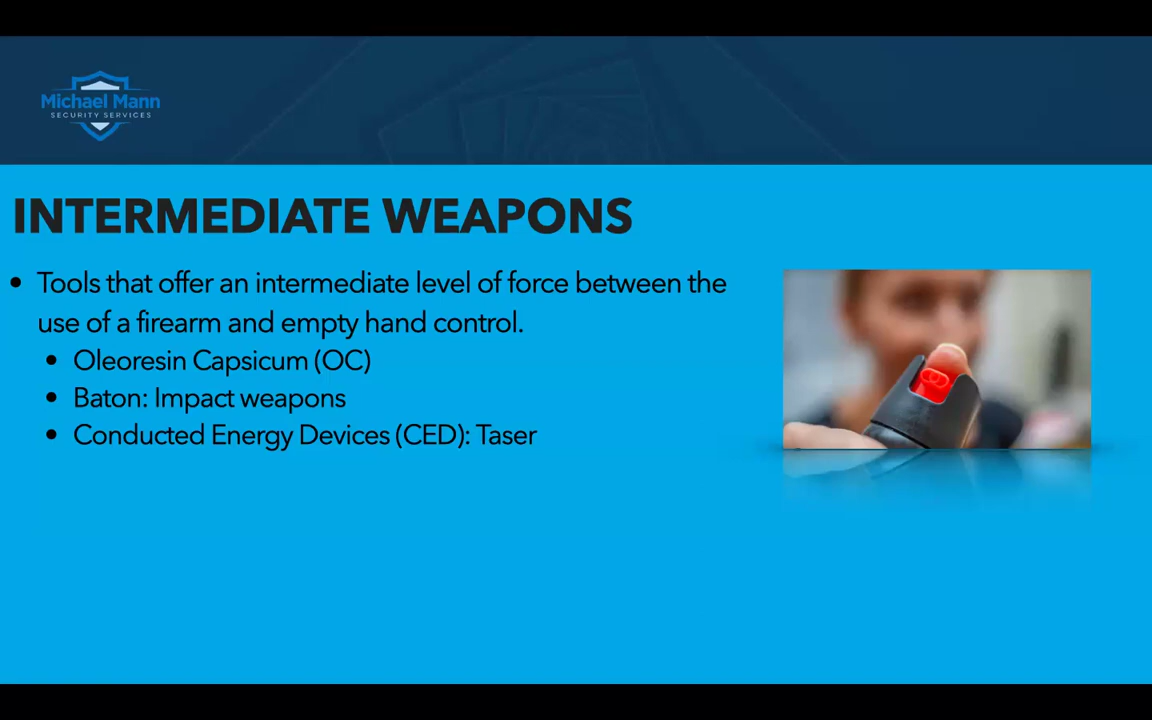 Michael Mann
SECURITY SERVICES
INTERMEDIATE WEAPONS
• Tools that offer an intermediate level of force between the
use of a firearm and empty hand control.
• Oleoresin Capsicum (OC)
• Baton: Impact weapons
• Conducted Energy Devices (CED): Taser